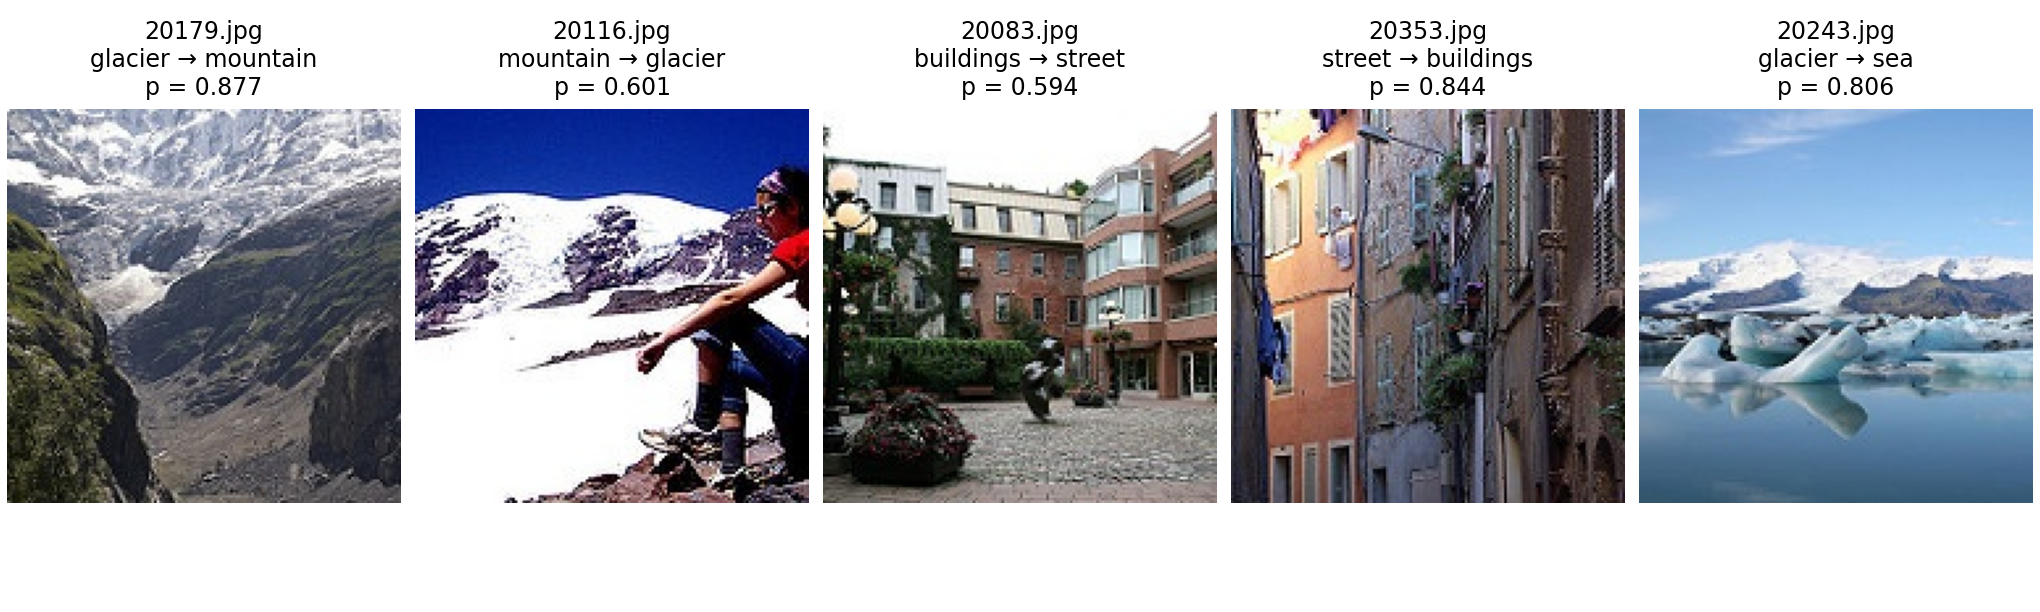 20179.jpg
glacier → mountain
p = 0.877
20116.jpg
mountain → glacier
p = 0.601
20083.jpg
buildings → street
p = 0.594
20353.jpg
street → buildings
p = 0.844
20243.jpg
glacier → sea
p = 0.806